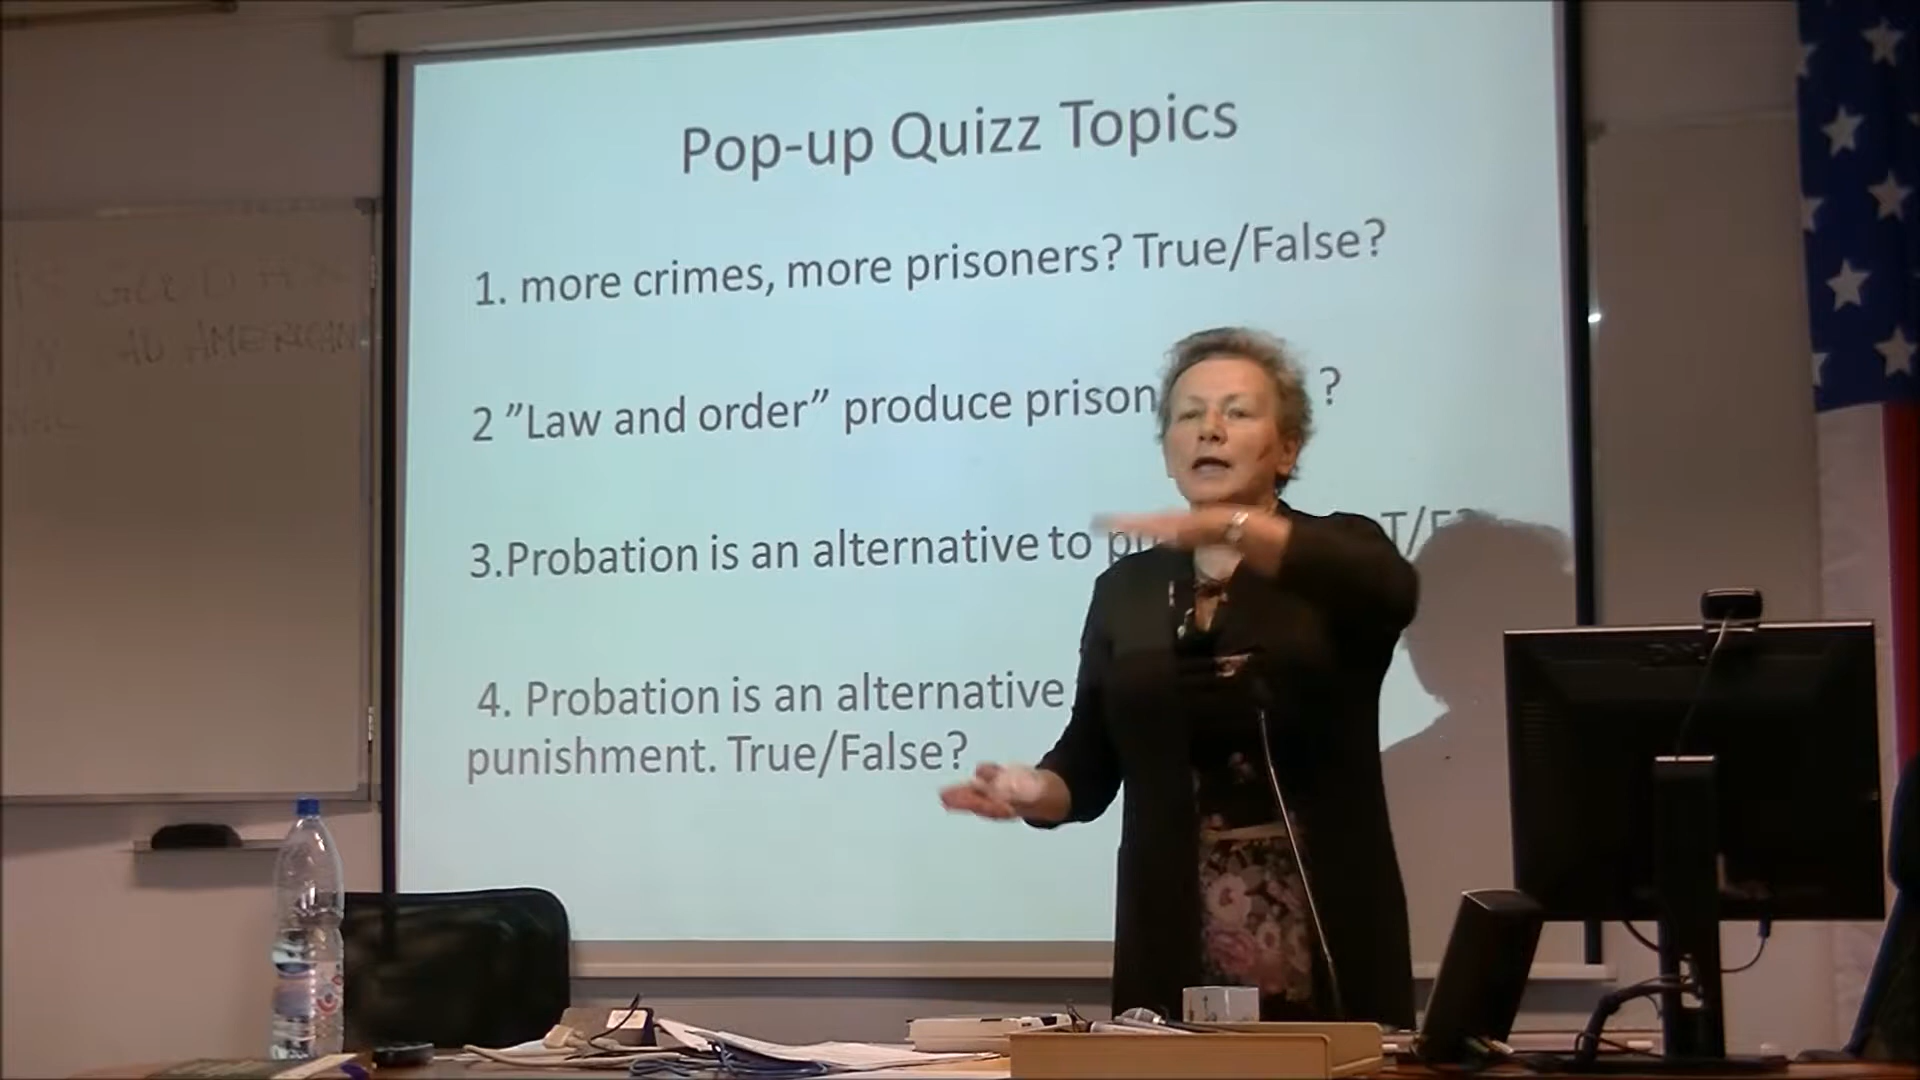 Pop-up Quizz Topics
1. more crimes, more prisoners? True/False?
2 ”Law and order” produce ?
3.Probation is an alternative to
4. Probation is an alternative
punishment. True/False?
AMERICAN